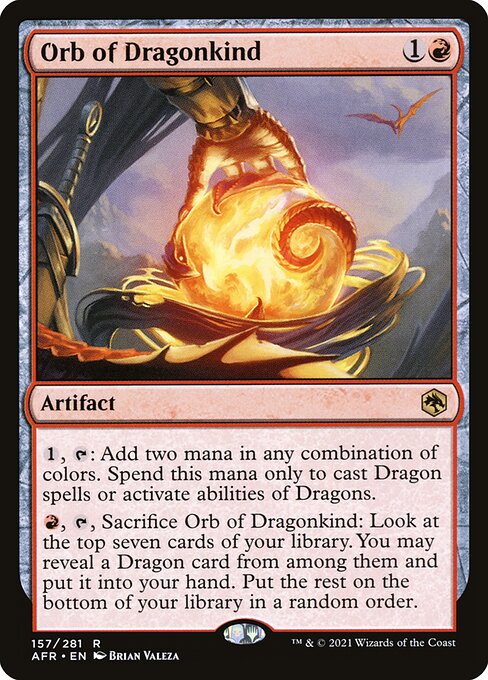 Orb of Dragonkind 1
Artifact
1, : Add two mana in any combination of
colors. Spend this mana only to cast Dragon
spells or activate abilities of Dragons.
, , Sacrifice Orb of Dragonkind: Look at
the top seven cards of your library. You may
reveal a Dragon card from among them and
put it into your hand. Put the rest on the
bottom of your library in a random order.
157/281 R
AFR • EN Brian Valeza
™ & © 2021 Wizards of the Coast